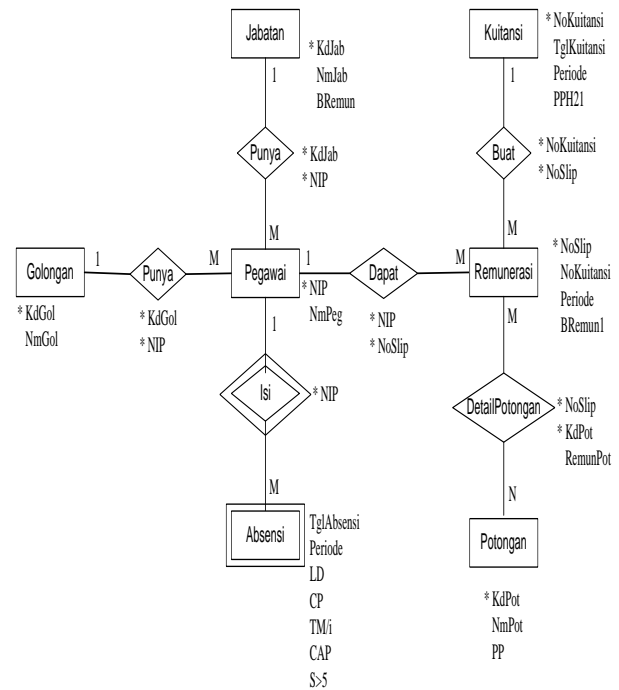 Jabatan
* KdJab
NmJab
BRemun
Kuitansi
* NoKuitansi
TglKuitansi
Periode
PPH21
1
1
Punya
* KdJab
* NIP
Buat
* NoKuitansi
* NoSlip
M
M
Golongan
* KdGol
NmGol
1
Punya
* KdGol
* NIP
M
Pegawai
* NIP
NmPeg
1
Dapat
* NIP
* NoSlip
M
Remunerasi
* NoSlip
NoKuitansi
Periode
BRemun1
1
M
Isi
* NIP
DetailPotongan
* NoSlip
* KdPot
RemunPot
M
N
Absensi
TglAbsensi
Periode
LD
CP
TM/i
CAP
S>5
Potongan
* KdPot
NmPot
PP